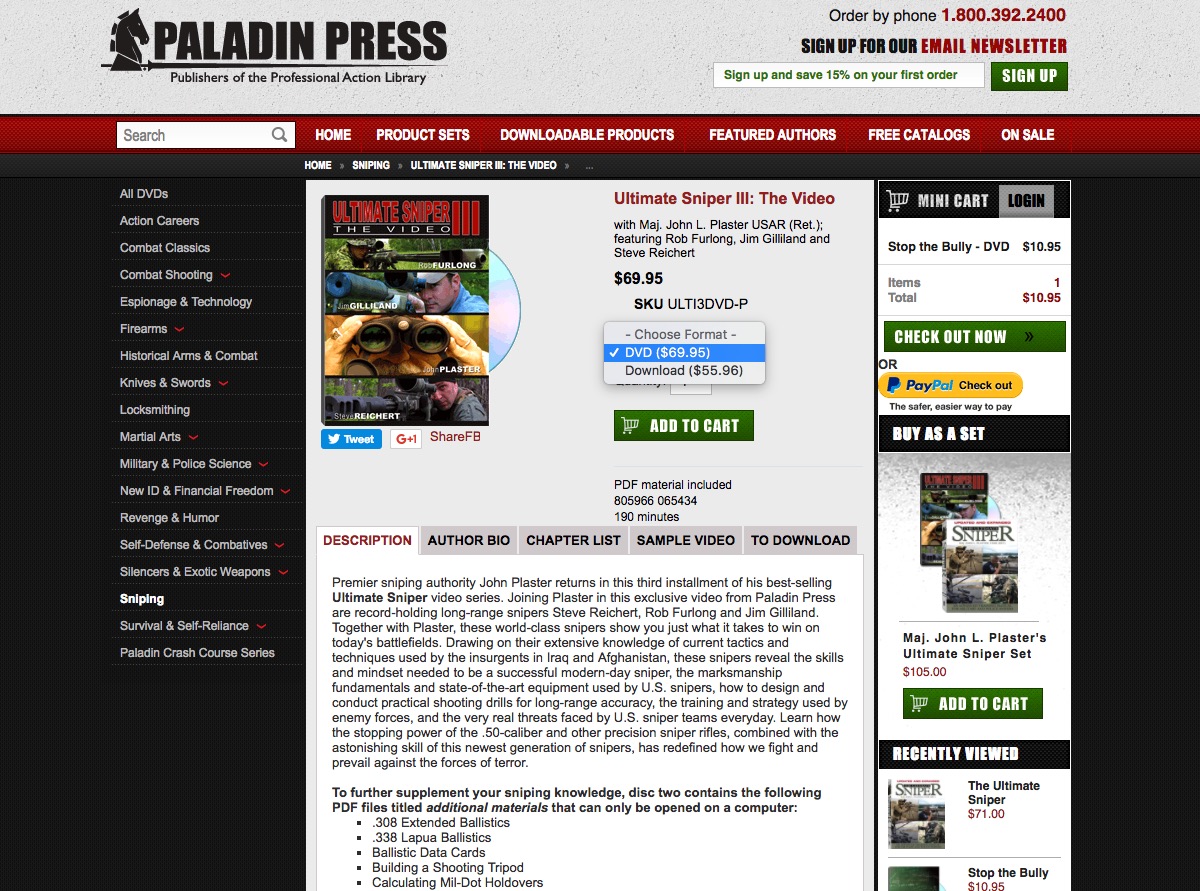 PALADIN PRESS
Publishers of the Professional Action Library
Order by phone 1.800.392.2400
SIGN UP FOR OUR EMAIL NEWSLETTER
Sign up and save 15% on your first order
SIGN UP
Search
HOME
PRODUCT SETS
DOWNLOADABLE PRODUCTS
FEATURED AUTHORS
FREE CATALOGS
ON SALE
HOME » SNIPING » ULTIMATE SNIPER III: THE VIDEO » ...
All DVDs
Action Careers
Combat Classics
Combat Shooting
Espionage & Technology
Firearms
Historical Arms & Combat
Knives & Swords
Locksmithing
Martial Arts
Military & Police Science
New ID & Financial Freedom
Revenge & Humor
Self-Defense & Combatives
Silencers & Exotic Weapons
Sniping
Survival & Self-Reliance
Paladin Crash Course Series
ULTIMATE SNIPER III
THE VIDEO
RobFURLONG
JimGILLILAND
JohnPLASTER
SteveREICHERT
Tweet
G+1
ShareFB
Ultimate Sniper III: The Video
with Maj. John L. Plaster USAR (Ret.);
featuring Rob Furlong, Jim Gilliland and
Steve Reichert
$69.95
SKU ULTI3DVD-P
- Choose Format -
✓ DVD ($69.95)
Download ($55.96)
ADD TO CART
PDF material included
805966 065434
190 minutes
DESCRIPTION
AUTHOR BIO
CHAPTER LIST
SAMPLE VIDEO
TO DOWNLOAD
Premier sniping authority John Plaster returns in this third installment of his best-selling
Ultimate Sniper video series. Joining Plaster in this exclusive video from Paladin Press
are record-holding long-range snipers Steve Reichert, Rob Furlong and Jim Gilliland.
Together with Plaster, these world-class snipers show you just what it takes to win on
today's battlefields. Drawing on their extensive knowledge of current tactics and
techniques used by the insurgents in Iraq and Afghanistan, these snipers reveal the skills
and mindset needed to be a successful modern-day sniper, the marksmanship
fundamentals and state-of-the-art equipment used by U.S. snipers, how to design and
conduct practical shooting drills for long-range accuracy, the training and strategy used by
enemy forces, and the very real threats faced by U.S. sniper teams everyday. Learn how
the stopping power of the .50-caliber and other precision sniper rifles, combined with the
astonishing skill of this newest generation of snipers, has redefined how we fight and
prevail against the forces of terror.
To further supplement your sniping knowledge, disc two contains the following
PDF files titled additional materials that can only be opened on a computer:
.308 Extended Ballistics
.338 Lapua Ballistics
Ballistic Data Cards
Building a Shooting Tripod
Calculating Mil-Dot Holdovers
MINI CART
LOGIN
Stop the Bully - DVD $10.95
Items 1
Total $10.95
CHECK OUT NOW »
OR
PayPal Check out
The safer, easier way to pay
BUY AS A SET
ULTIMATE SNIPER III
SNIPER
Maj. John L. Plaster's
Ultimate Sniper Set
$105.00
ADD TO CART
RECENTLY VIEWED
SNIPER
The Ultimate
Sniper
$71.00
Stop the Bully
$10.95